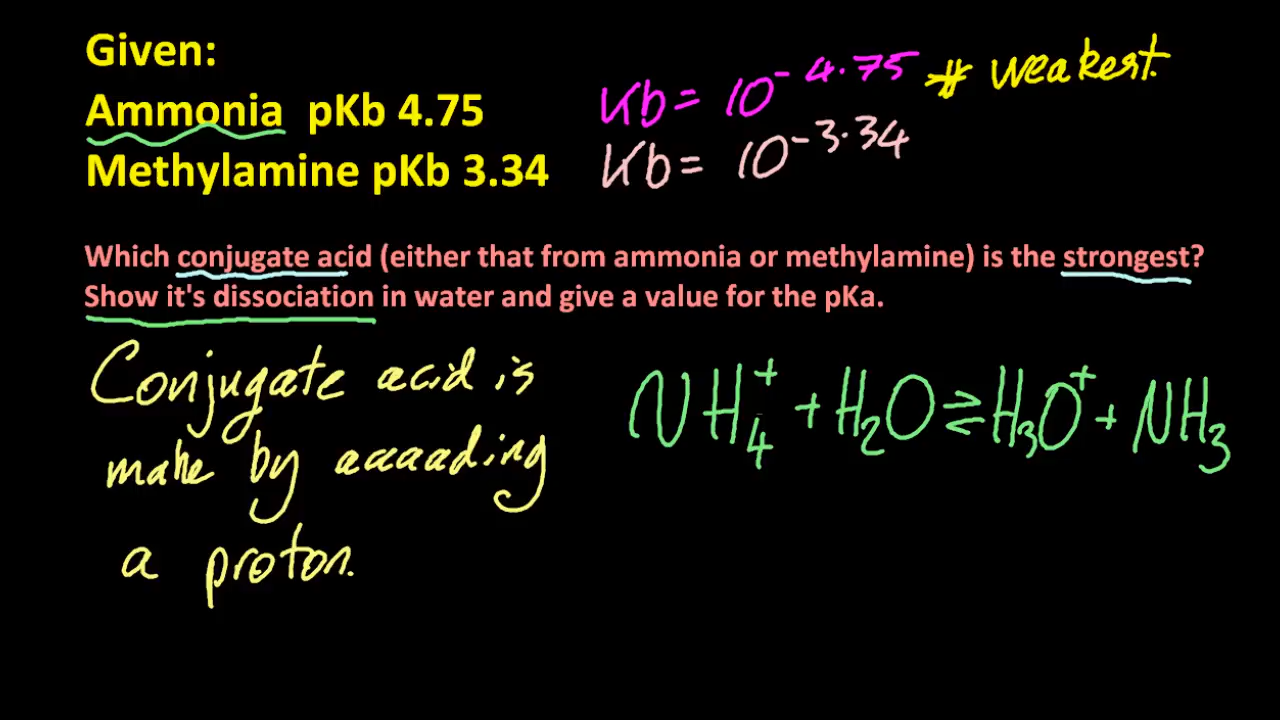 Given:
Ammonia pKb 4.75
Methylamine pKb 3.34
Kb = 10⁻⁴·⁷⁵ # weakest.
Kb = 10⁻³·³⁴
Which conjugate acid (either that from ammonia or methylamine) is the strongest?
Show it's dissociation in water and give a value for the pKa.
Conjugate acid is
made by adding
a proton.
NH₄⁺ + H₂O ⇌ H₃O⁺ + NH₃